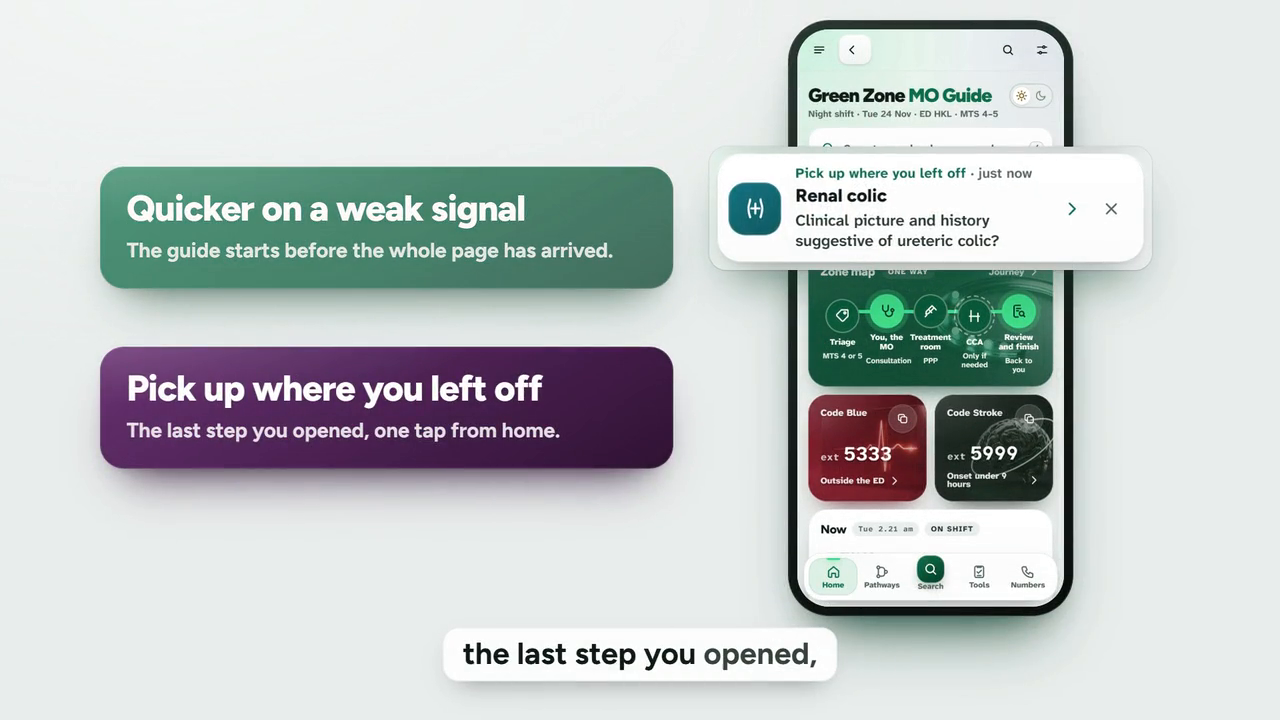 Quicker on a weak signal
The guide starts before the whole page has arrived.
Pick up where you left off
The last step you opened, one tap from home.
Green Zone MO Guide
Night shift · Tue 24 Nov · ED HKL · MTS 4–5
Pick up where you left off · just now
Renal colic
Clinical picture and history
suggestive of ureteric colic?
Zone map ONE WAY Journey
Triage
MTS 4 or 5
You, the
MO
Consultation
Treatment
room
PPP
CCA
Only if
needed
Review
and finish
Back to
you
Code Blue
ext 5333
Outside the ED
Code Stroke
ext 5999
Onset under 9
hours
Now Tue 2.21 am ON SHIFT
Home Pathways Search Tools Numbers
the last step you opened,